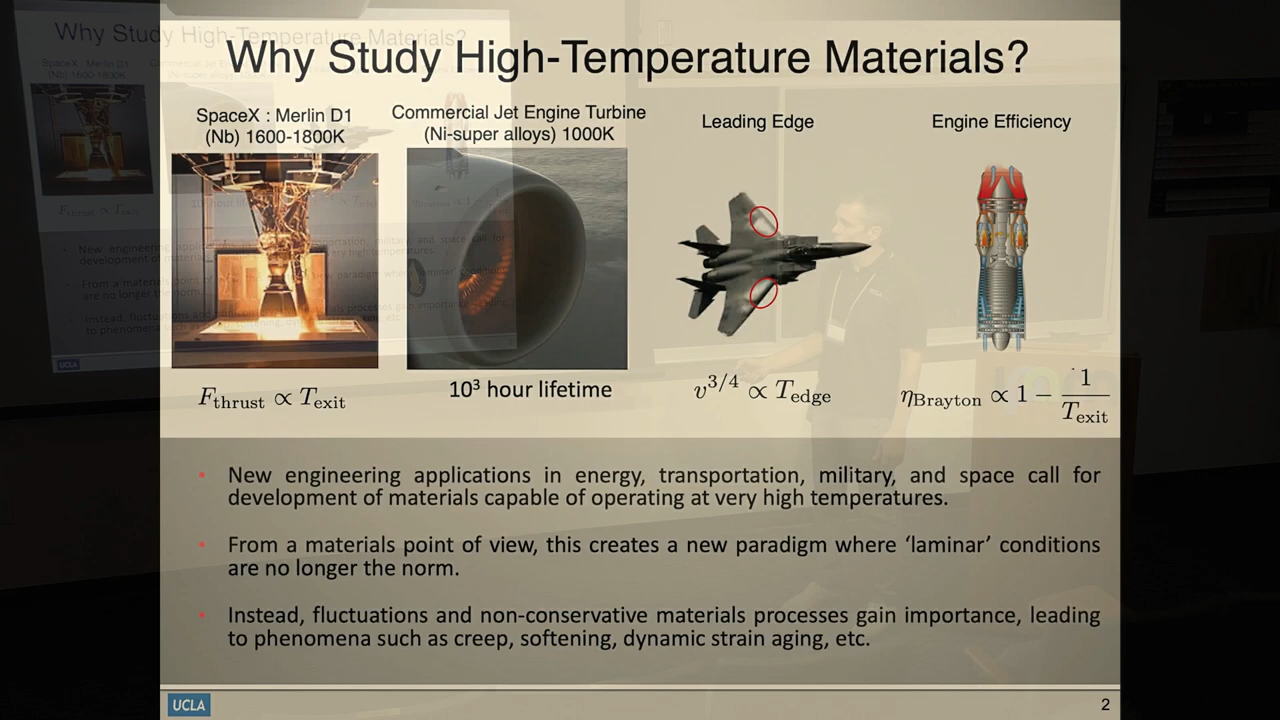 Why Study High-Temperature Materials?
SpaceX : Merlin D1
(Nb) 1600-1800K
Commercial Jet Engine Turbine
(Ni-super alloys) 1000K
Leading Edge
Engine Efficiency
F_thrust ∝ T_exit
10³ hour lifetime
v^{3/4} ∝ T_edge
η_Brayton ∝ 1 − 1/T_exit
• New engineering applications in energy, transportation, military, and space call for
development of materials capable of operating at very high temperatures.
• From a materials point of view, this creates a new paradigm where ‘laminar’ conditions
are no longer the norm.
• Instead, fluctuations and non-conservative materials processes gain importance, leading
to phenomena such as creep, softening, dynamic strain aging, etc.
UCLA
2